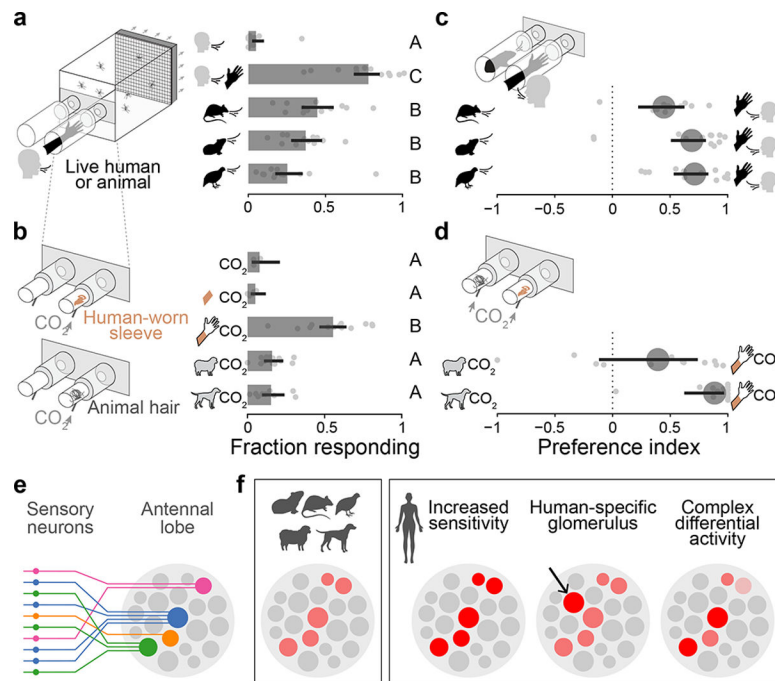 a
Live human
or animal
A
C
B
B
B
0
0.5
1
c
−1
−0.5
0
0.5
1
b
CO2
Human-worn
sleeve
CO2
Animal hair
CO2
A
CO2
A
CO2
B
CO2
A
CO2
A
0
0.5
1
Fraction responding
d
CO2
CO2
CO
CO2
CO
−1
−0.5
0
0.5
1
Preference index
e
Sensory
neurons
Antennal
lobe
f
Increased
sensitivity
Human-specific
glomerulus
Complex
differential
activity